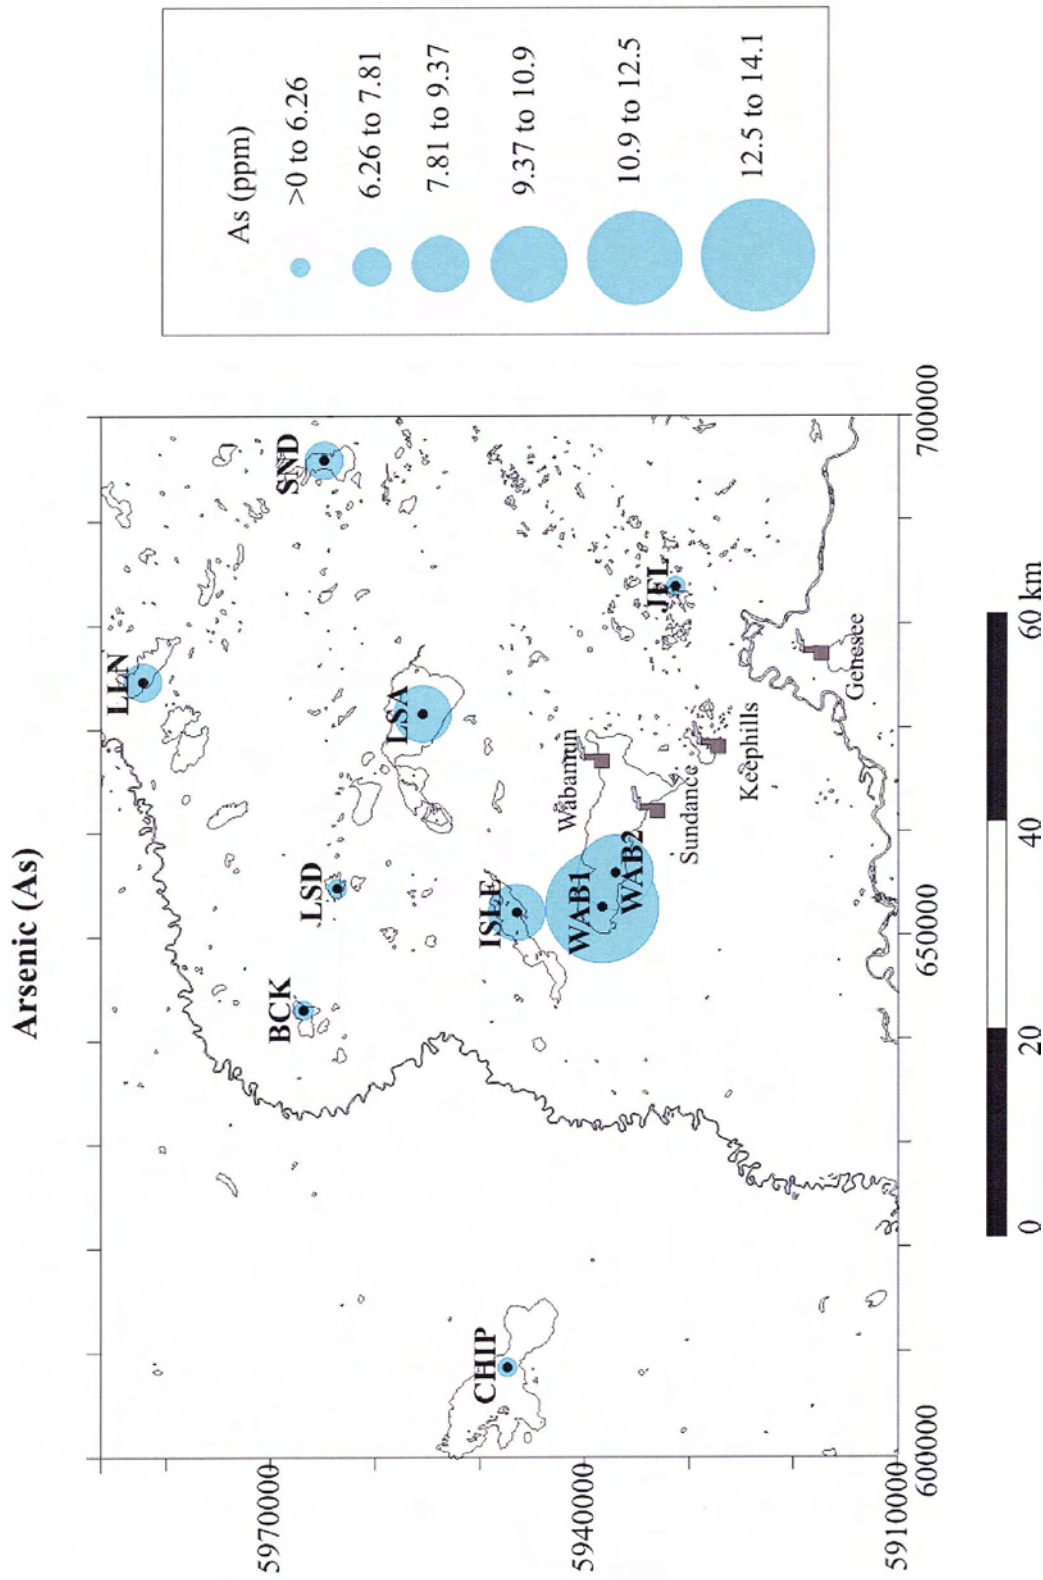 Arsenic (As)
As (ppm)
>0 to 6.26
6.26 to 7.81
7.81 to 9.37
9.37 to 10.9
10.9 to 12.5
12.5 to 14.1
LLN
SND
BCK
LSD
LSA
CHIP
ISLE
WAB1
WAB2
JFL
Wabamun
Sundance
Keephills
Genesee
5970000
5940000
5910000
600000
650000
700000
0 20 40 60 km